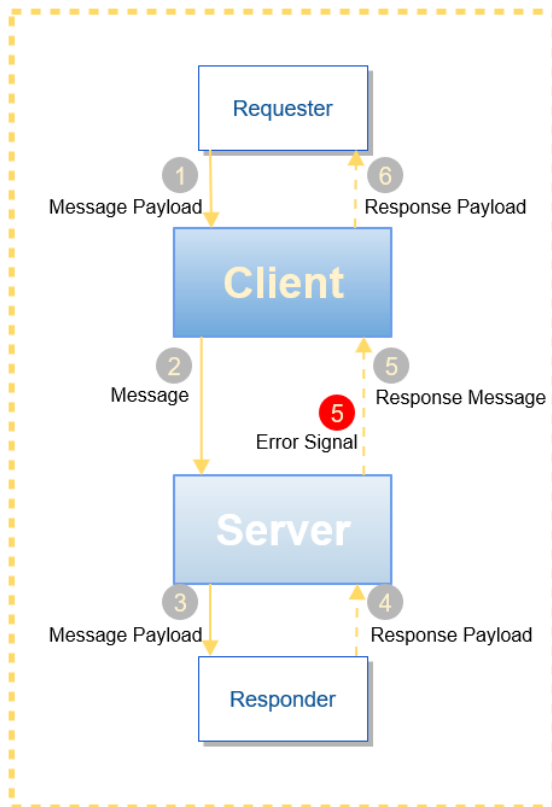 Requester
1
6
Message Payload
Response Payload
Client
2
5
Message
Response Message
5
Error Signal
Server
3
4
Message Payload
Response Payload
Responder